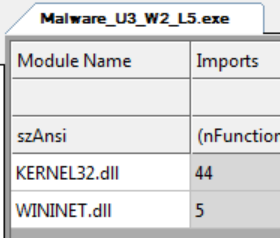 Malware_U3_W2_L5.exe
Module Name Imports
szAnsi (nFunction
KERNEL32.dll 44
WININET.dll 5